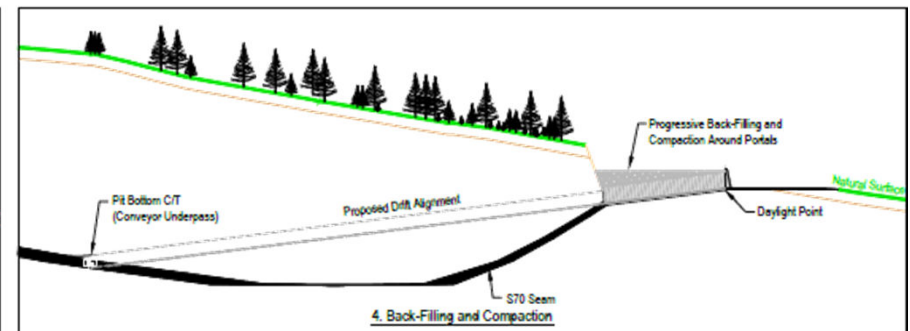 Progressive Back-Filling and
Compaction Around Portals
Natural Surface
Pit Bottom C/T
(Conveyor Underpass)
Proposed Drift Alignment
Daylight Point
S70 Seam
4. Back-Filling and Compaction